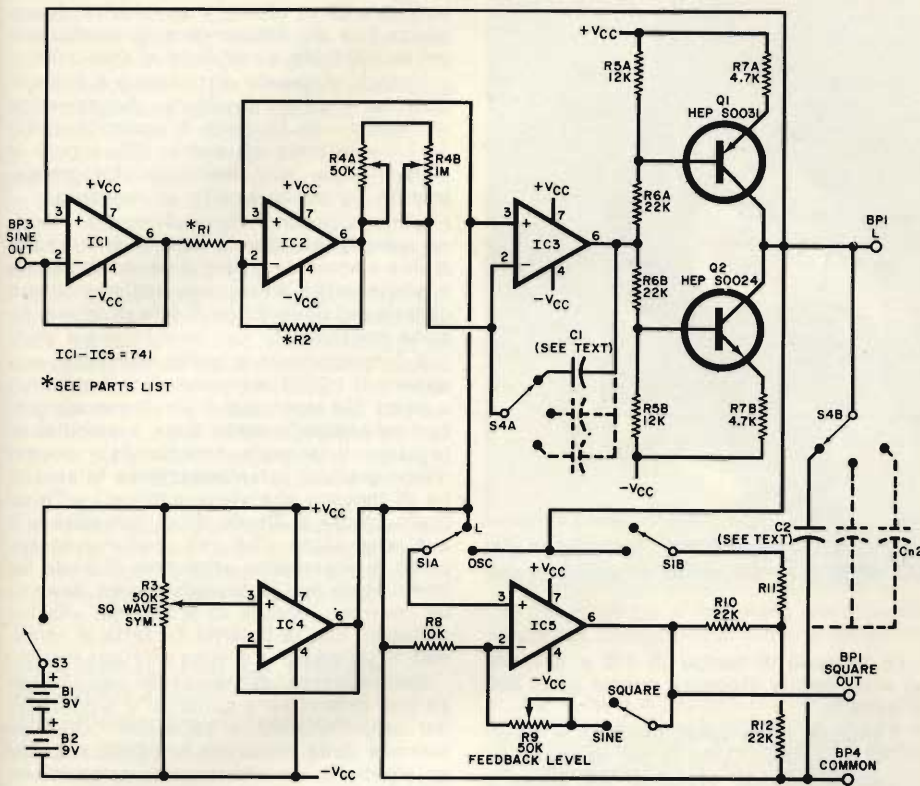 +VCC
R5A
12K
R7A
4.7K
Q1
HEP S0031
R4A
50K
R4B
1M
BP3
SINE
OUT
3
+
2
-
+VCC
7
IC1
6
4
-VCC
*R1
3
+
2
-
+VCC
7
IC2
6
4
-VCC
*R2
3
+
2
-
+VCC
7
IC3
6
4
-VCC
R6A
22K
R6B
22K
BP1
L
Q2
HEP S0024
IC1-IC5=741
*SEE PARTS LIST
C1
(SEE TEXT)
S4A
R5B
12K
R7B
4.7K
-VCC
S4B
C2
(SEE TEXT)
Cn2
+VCC
S3
B1
9V
B2
9V
+
+
R3
50K
SQ WAVE
SYM.
3
+
2
-
7
IC4
6
4
-VCC
L
S1A
OSC
S1B
R11
+VCC
3
+
2
-
7
IC5
6
4
-VCC
R8
10K
R10
22K
SQUARE
SINE
R9
50K
FEEDBACK LEVEL
BP1
SQUARE
OUT
R12
22K
BP4
COMMON